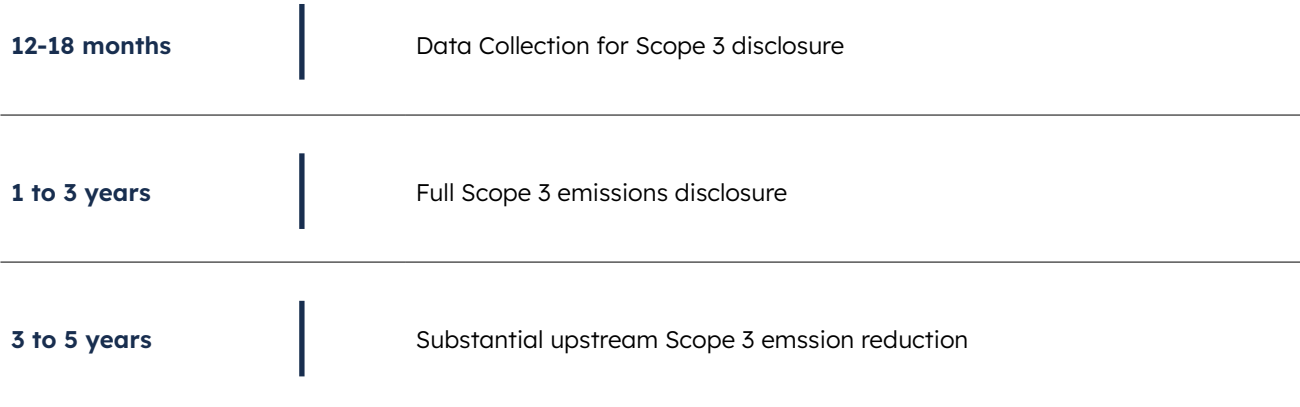 12-18 months Data Collection for Scope 3 disclosure
1 to 3 years Full Scope 3 emissions disclosure
3 to 5 years Substantial upstream Scope 3 emssion reduction